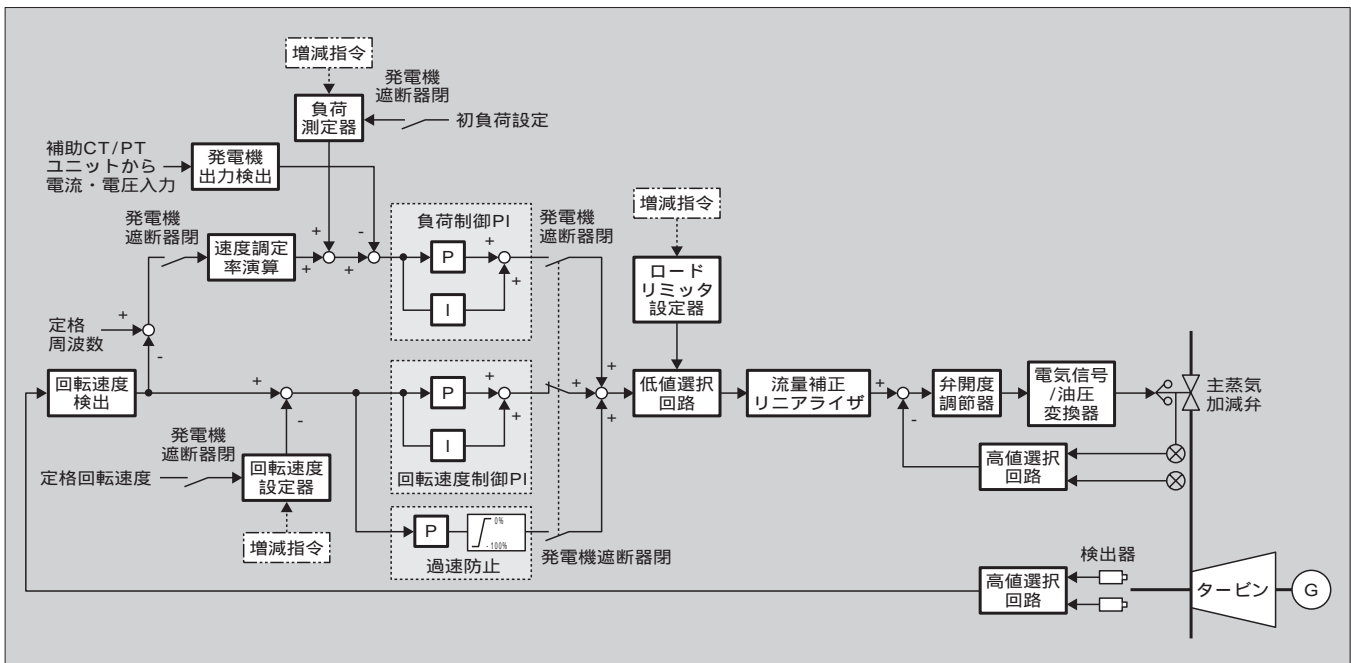 増減指令
発電機
遮断器閉
負荷
測定器
初負荷設定
補助CT/PT
ユニットから
電流・電圧入力
発電機
出力検出
増減指令
発電機
遮断器閉
速度調定
率演算
+
+
+
-
負荷制御PI
P
I
+
+
発電機
遮断器閉
ロード
リミッタ
設定器
定格
周波数
+
-
回転速度
検出
+
-
P
I
+
+
回転速度制御PI
+
+
+
低値選択
回路
流量補正
リニアライザ
+
-
弁開度
調節器
電気信号
/油圧
変換器
主蒸気
加減弁
高値選択
回路
発電機
遮断器閉
定格回転速度
回転速度
設定器
増減指令
P
0%
-100%
過速防止
発電機遮断器閉
高値選択
回路
検出器
タービン
G